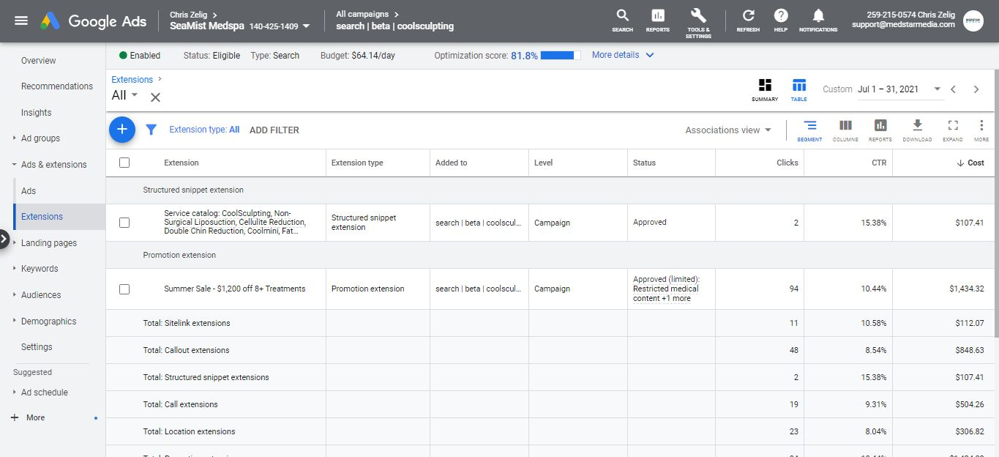 Google Ads
Chris Zelig
SeaMist Medspa 140-425-1409
All campaigns
search | beta | coolsculpting
SEARCH
REPORTS
TOOLS &
SETTINGS
REFRESH
HELP
NOTIFICATIONS
259-215-0574 Chris Zelig
support@medstarmedia.com
Overview
Recommendations
Insights
Ad groups
Ads & extensions
Ads
Extensions
Landing pages
Keywords
Audiences
Demographics
Settings
Suggested
Ad schedule
More
Enabled Status: Eligible Type: Search Budget: $64.14/day Optimization score: 81.8% More details
Extensions
All
SUMMARY
TABLE
Custom Jul 1 – 31, 2021
Extension type: All ADD FILTER
Associations view
SEGMENT
COLUMNS
REPORTS
DOWNLOAD
EXPAND
MORE
Extension Extension type Added to Level Status Clicks CTR Cost
Structured snippet extension
Service catalog: CoolSculpting, Non-
Surgical Liposuction, Cellulite Reduction,
Double Chin Reduction, Coolmini, Fat...
Structured snippet
extension
search | beta | coolscul...
Campaign
Approved
2
15.38%
$107.41
Promotion extension
Summer Sale - $1,200 off 8+ Treatments
Promotion extension
search | beta | coolscul...
Campaign
Approved (limited):
Restricted medical
content +1 more
94
10.44%
$1,434.32
Total: Sitelink extensions 11 10.58% $112.07
Total: Callout extensions 48 8.54% $848.63
Total: Structured snippet extensions 2 15.38% $107.41
Total: Call extensions 19 9.31% $504.26
Total: Location extensions 23 8.04% $306.82